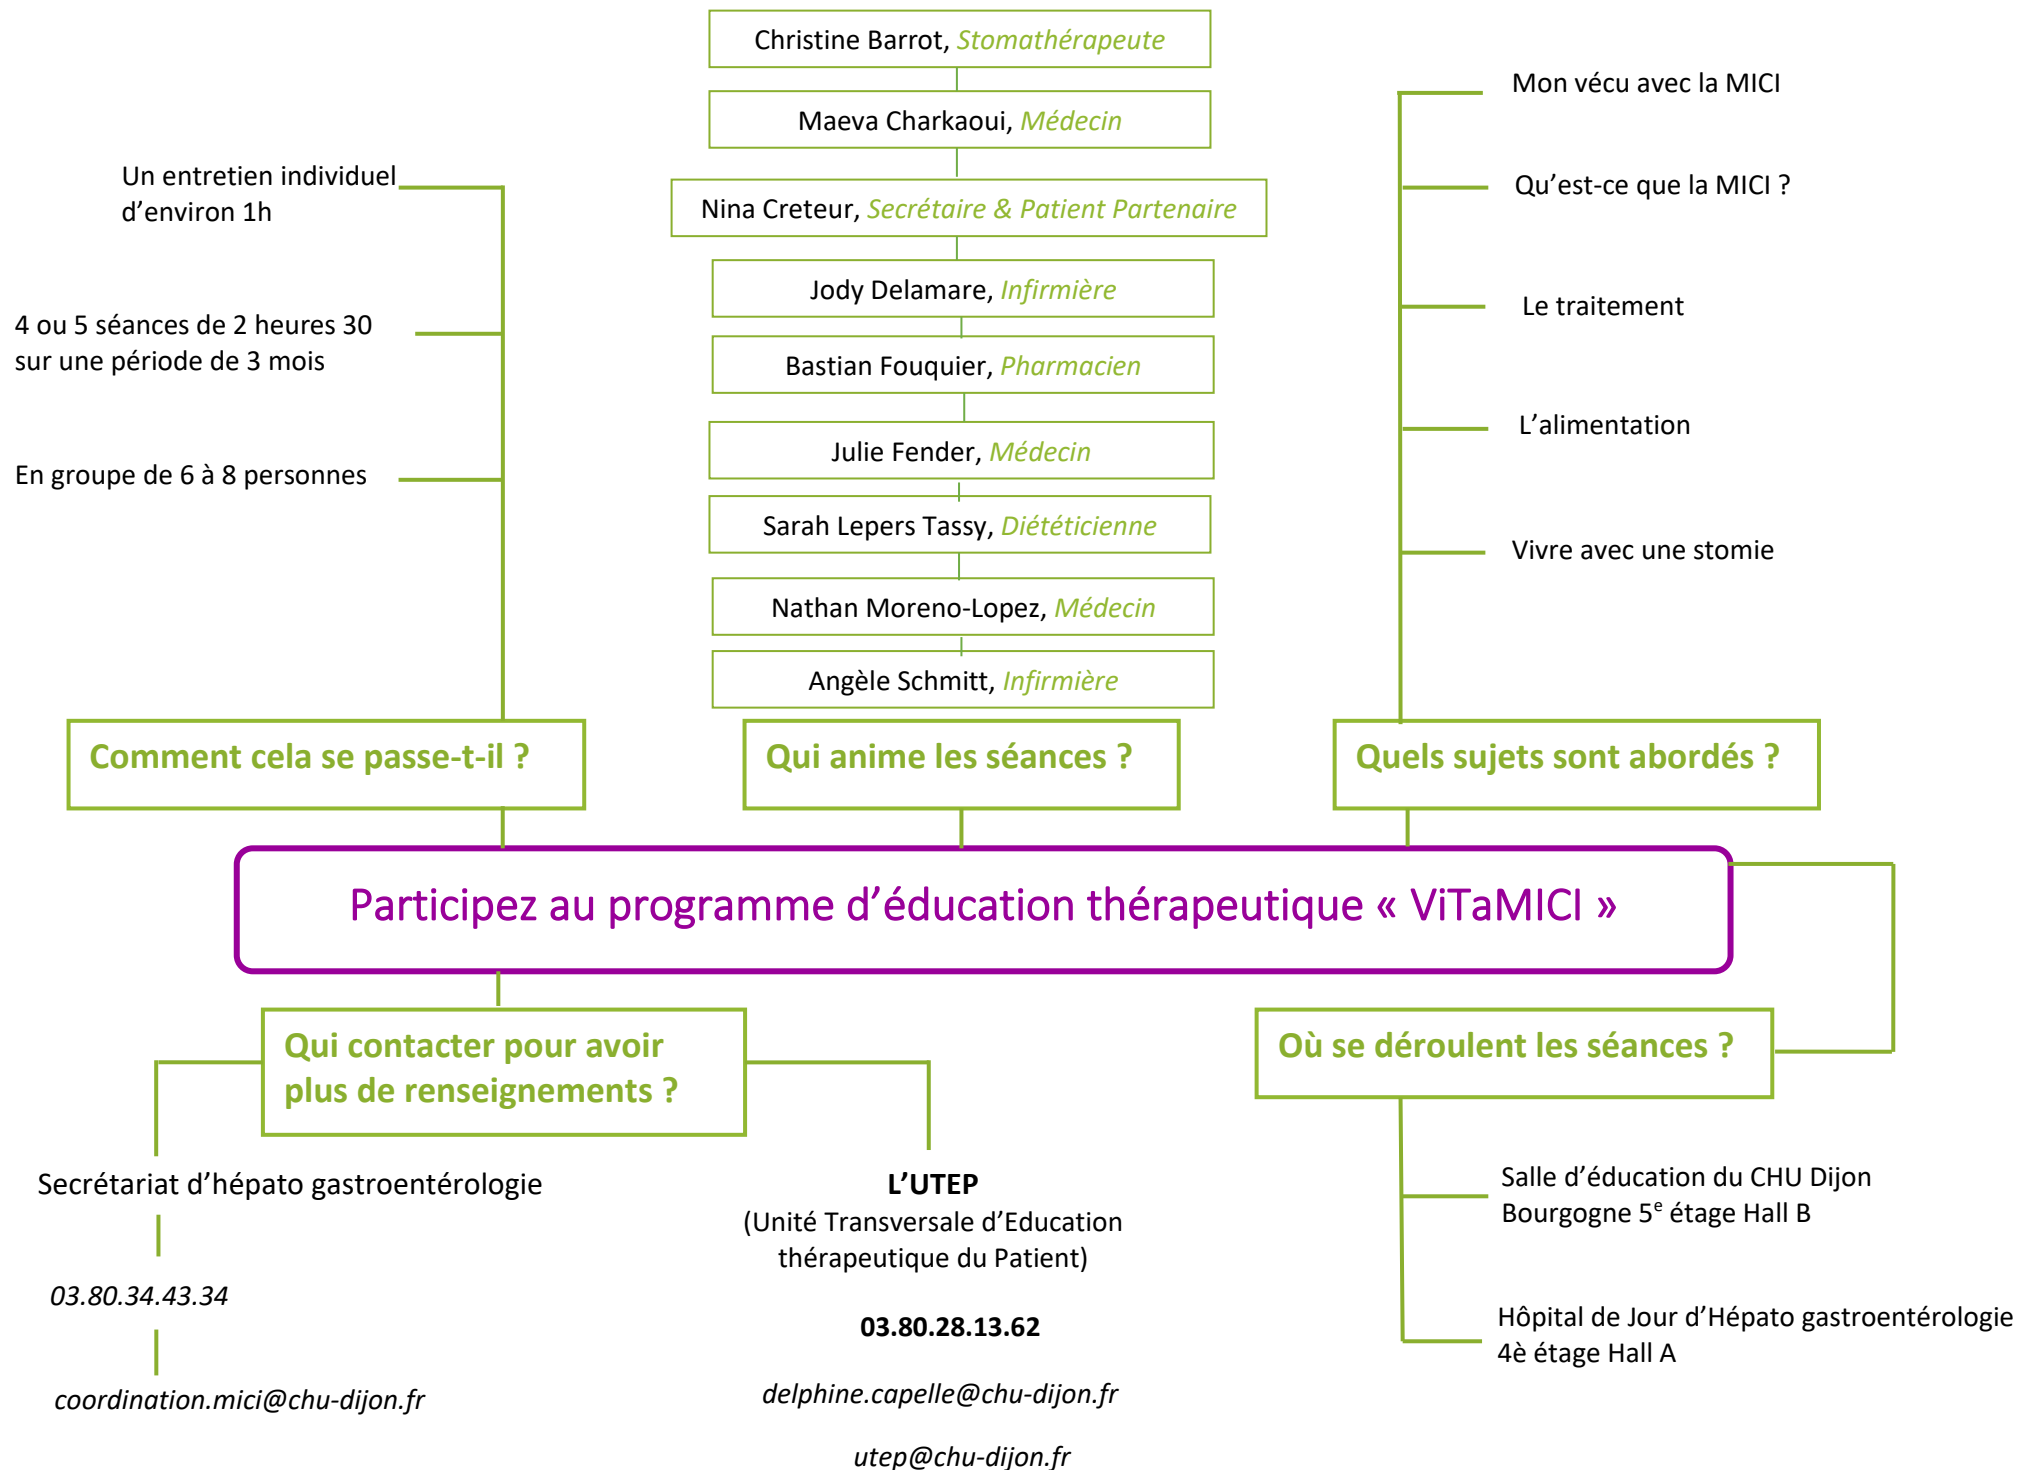 Christine Barrot, Stomathérapeute
Maeva Charkaoui, Médecin
Nina Creteur, Secrétaire & Patient Partenaire
Jody Delamare, Infirmière
Bastian Fouquier, Pharmacien
Julie Fender, Médecin
Sarah Lepers Tassy, Diététicienne
Nathan Moreno-Lopez, Médecin
Angèle Schmitt, Infirmière
Un entretien individuel
d’environ 1h
4 ou 5 séances de 2 heures 30
sur une période de 3 mois
En groupe de 6 à 8 personnes
Mon vécu avec la MICI
Qu’est-ce que la MICI ?
Le traitement
L’alimentation
Vivre avec une stomie
Comment cela se passe-t-il ?
Qui anime les séances ?
Quels sujets sont abordés ?
Participez au programme d’éducation thérapeutique « ViTaMICI »
Qui contacter pour avoir
plus de renseignements ?
Où se déroulent les séances ?
Secrétariat d’hépato gastroentérologie
03.80.34.43.34
coordination.mici@chu-dijon.fr
L’UTEP
(Unité Transversale d’Education
thérapeutique du Patient)
03.80.28.13.62
delphine.capelle@chu-dijon.fr
utep@chu-dijon.fr
Salle d’éducation du CHU Dijon
Bourgogne 5e étage Hall B
Hôpital de Jour d’Hépato gastroentérologie
4è étage Hall A